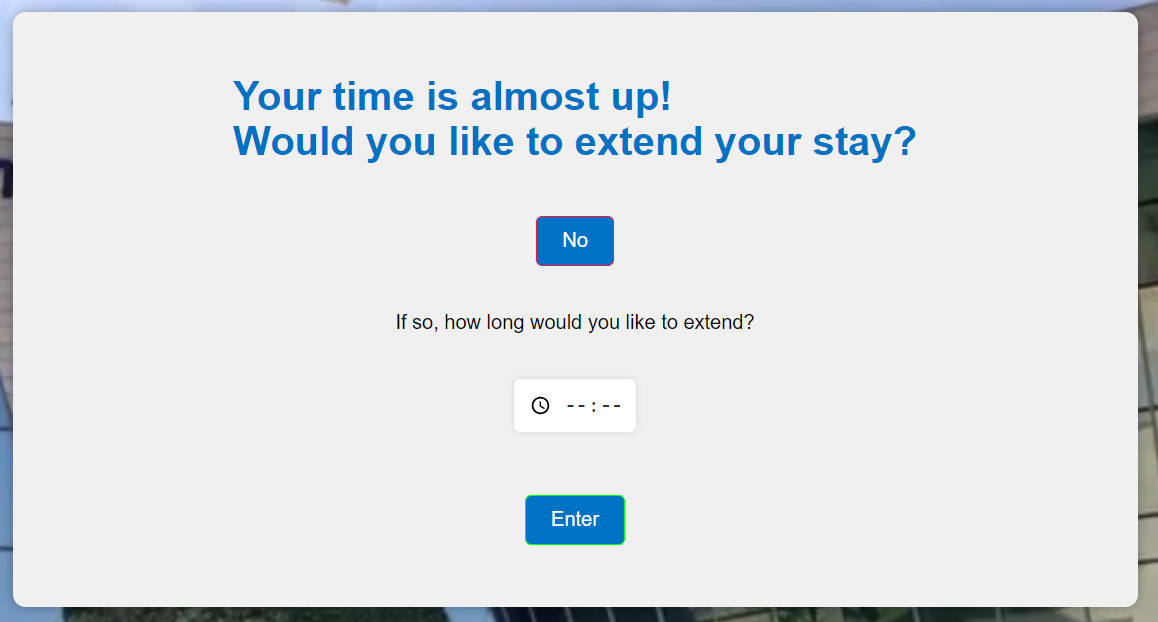 Your time is almost up!
Would you like to extend your stay?
No
If so, how long would you like to extend?
--:--
Enter